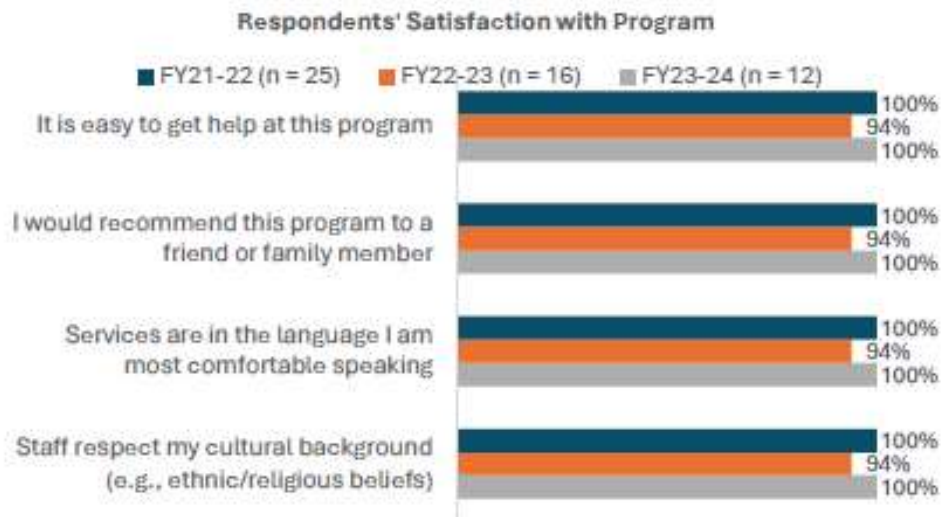 Respondents' Satisfaction with Program
FY21-22 (n = 25) FY22-23 (n = 16) FY23-24 (n = 12)
It is easy to get help at this program
100%
94%
100%
I would recommend this program to a
friend or family member
100%
94%
100%
Services are in the language I am
most comfortable speaking
100%
94%
100%
Staff respect my cultural background
(e.g., ethnic/religious beliefs)
100%
94%
100%